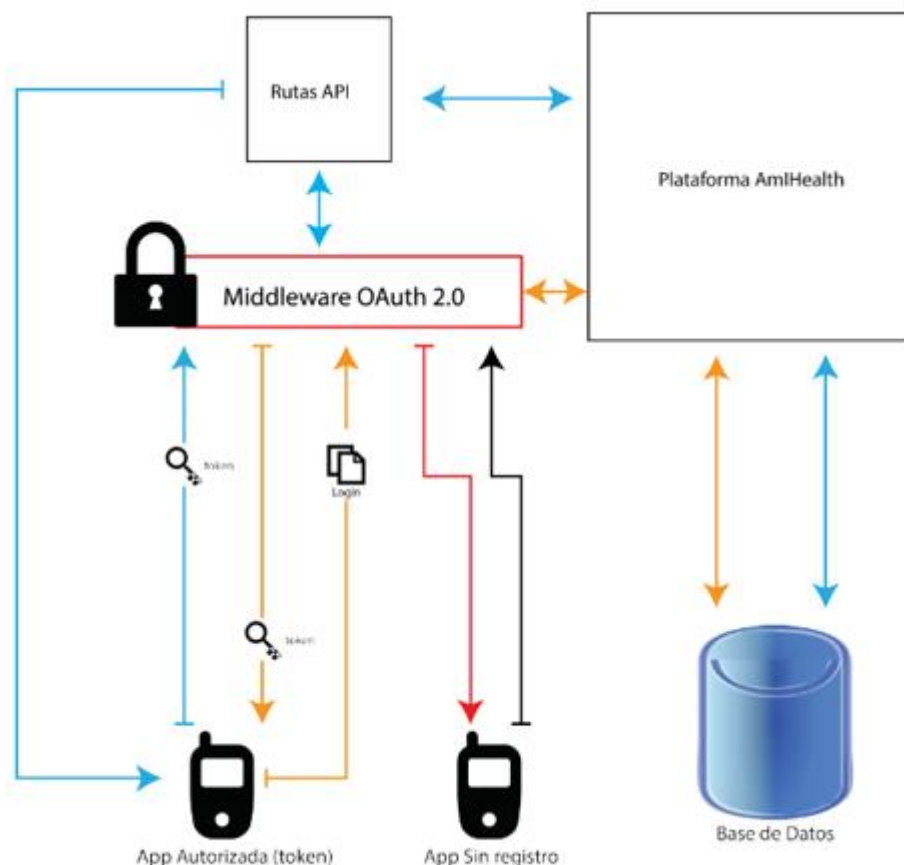 Rutas API
Plataforma AmIHealth
Middleware OAuth 2.0
token
Login
token
App Autorizada (token)
App Sin registro
Base de Datos